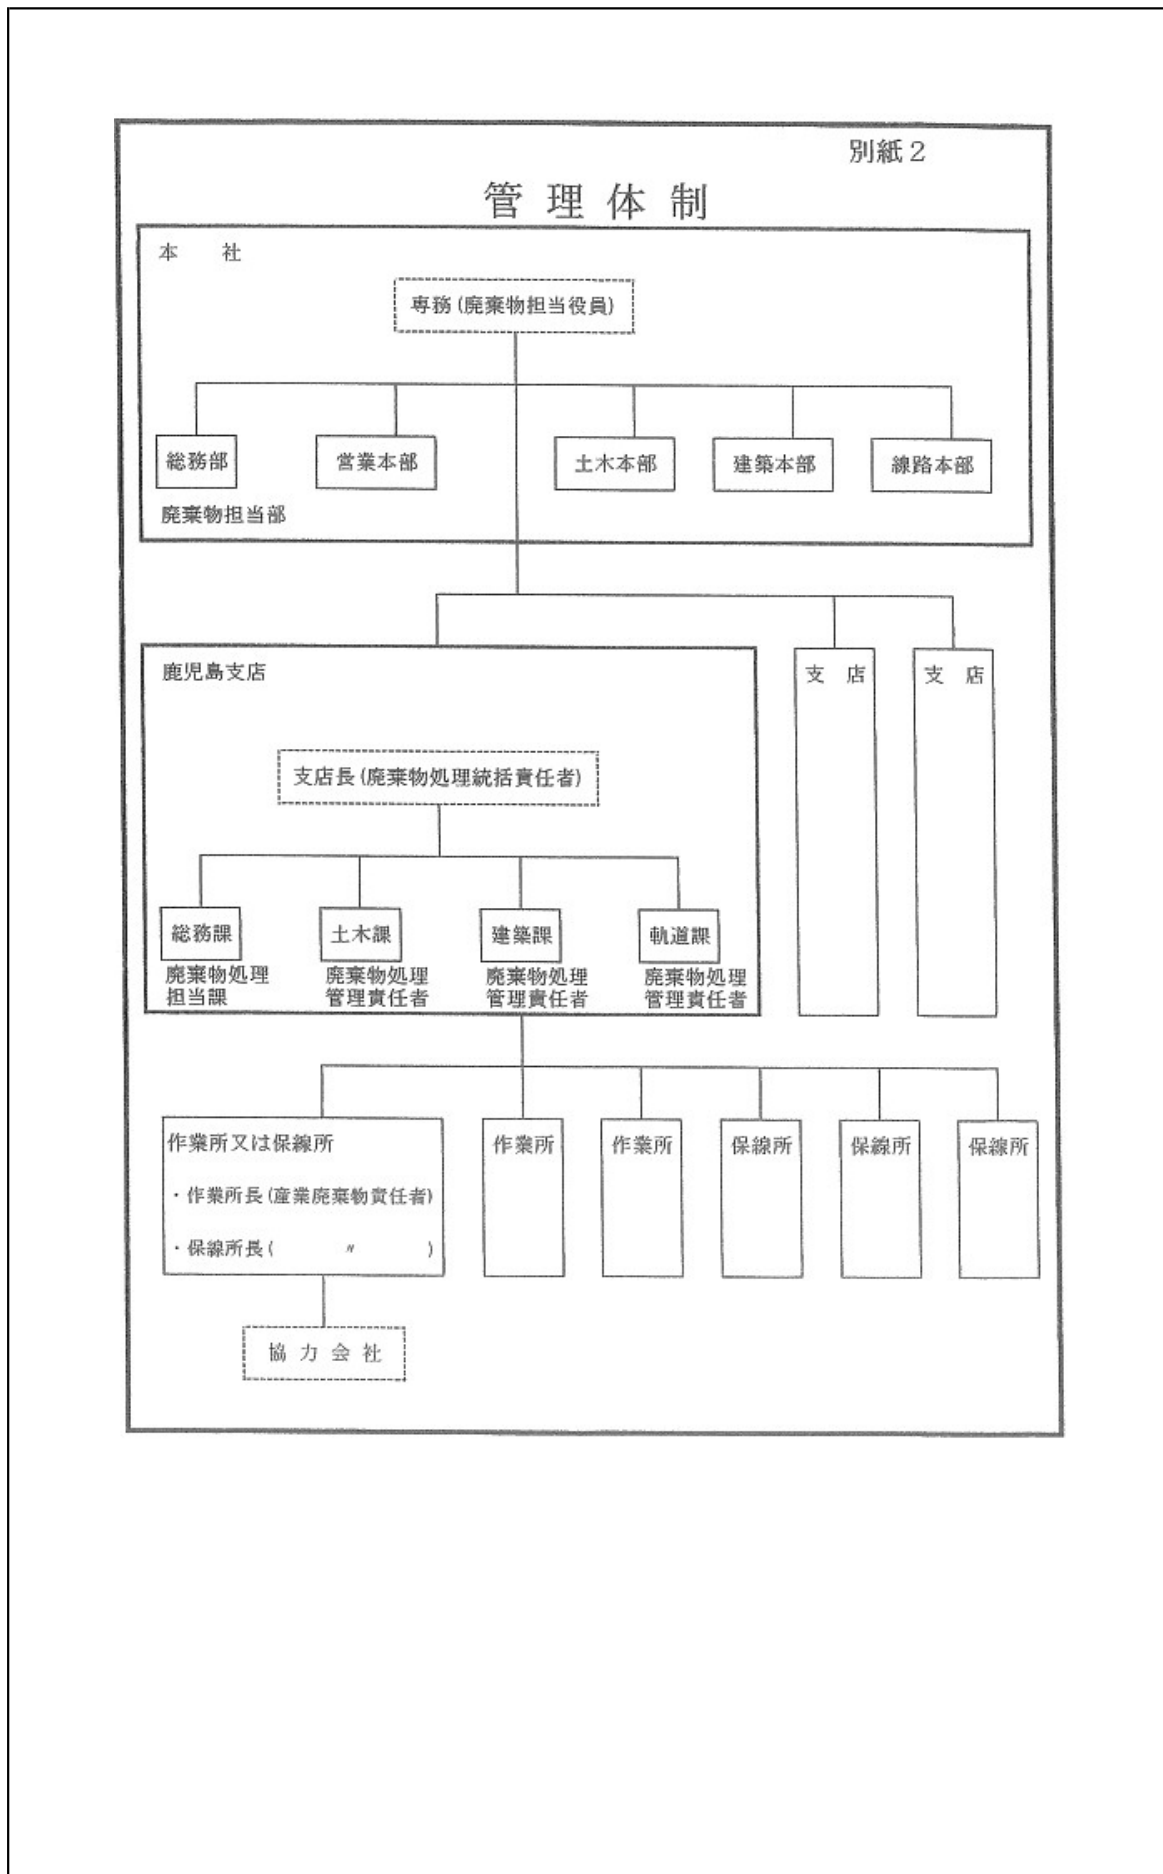 別紙２
管理体制
本　社
専務(廃棄物担当役員)
総務部
営業本部
土木本部
建築本部
線路本部
廃棄物担当部
鹿児島支店
支　店
支　店
支店長(廃棄物処理統括責任者)
総務課
土木課
建築課
軌道課
廃棄物処理
担当課
廃棄物処理
管理責任者
廃棄物処理
管理責任者
廃棄物処理
管理責任者
作業所又は保線所
・作業所長(産業廃棄物責任者)
・保線所長(　　　〃　　　)
作業所
作業所
保線所
保線所
保線所
協力会社